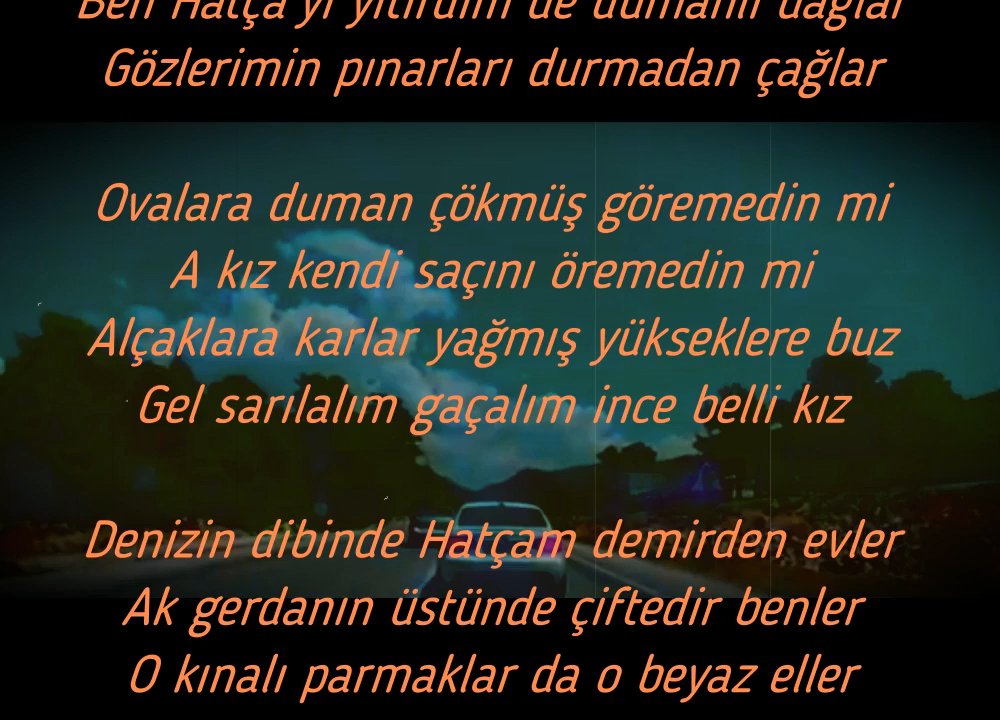 Ben Hatça'yı yitirdim de dumanlı dağlar
Gözlerimin pınarları durmadan çağlar
Ovalara duman çökmüş göremedin mi
A kız kendi saçını öremedin mi
Alçaklara karlar yağmış yükseklere buz
Gel sarılalım gaçalım ince belli kız
Denizin dibinde Hatçam demirden evler
Ak gerdanın üstünde çiftedir benler
O kınalı parmaklar da o beyaz eller